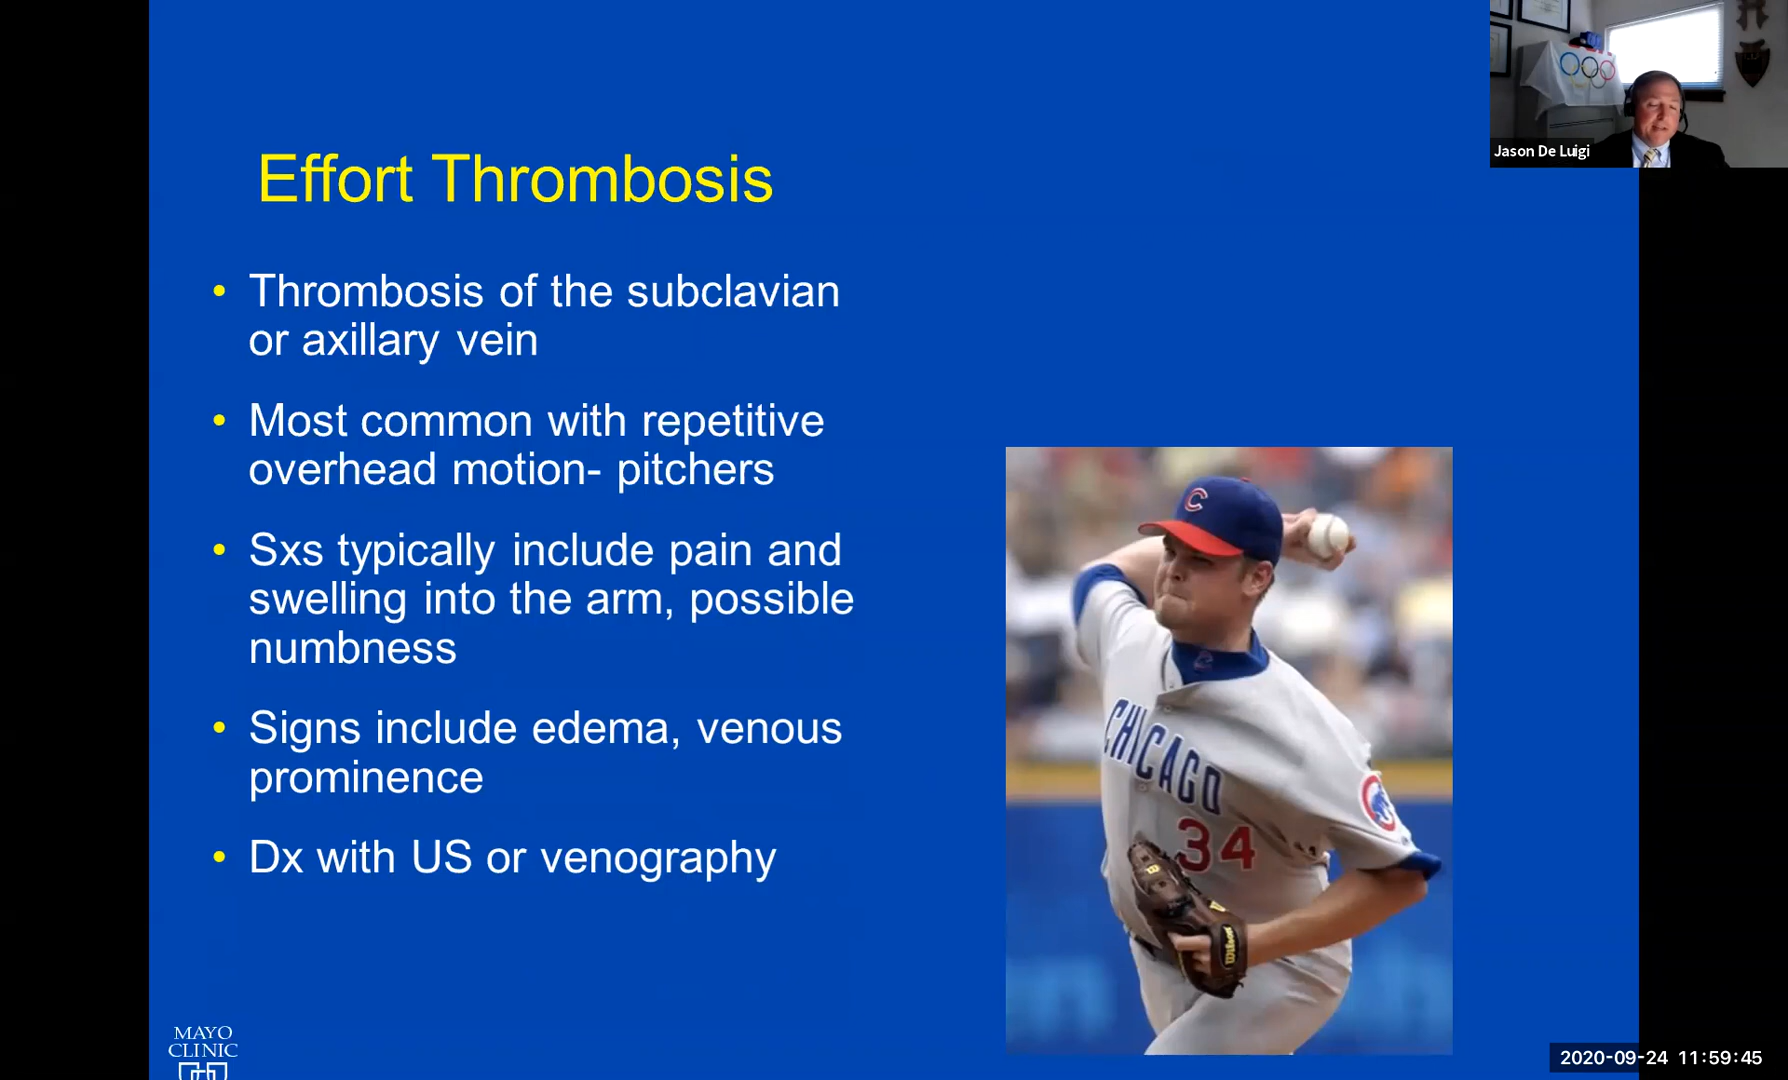 Jason De Luigi
Effort Thrombosis
• Thrombosis of the subclavian
or axillary vein
• Most common with repetitive
overhead motion- pitchers
• Sxs typically include pain and
swelling into the arm, possible
numbness
• Signs include edema, venous
prominence
• Dx with US or venography
C
CHICAGO
34
Wilson
MAYO
CLINIC
2020-09-24 11:59:45